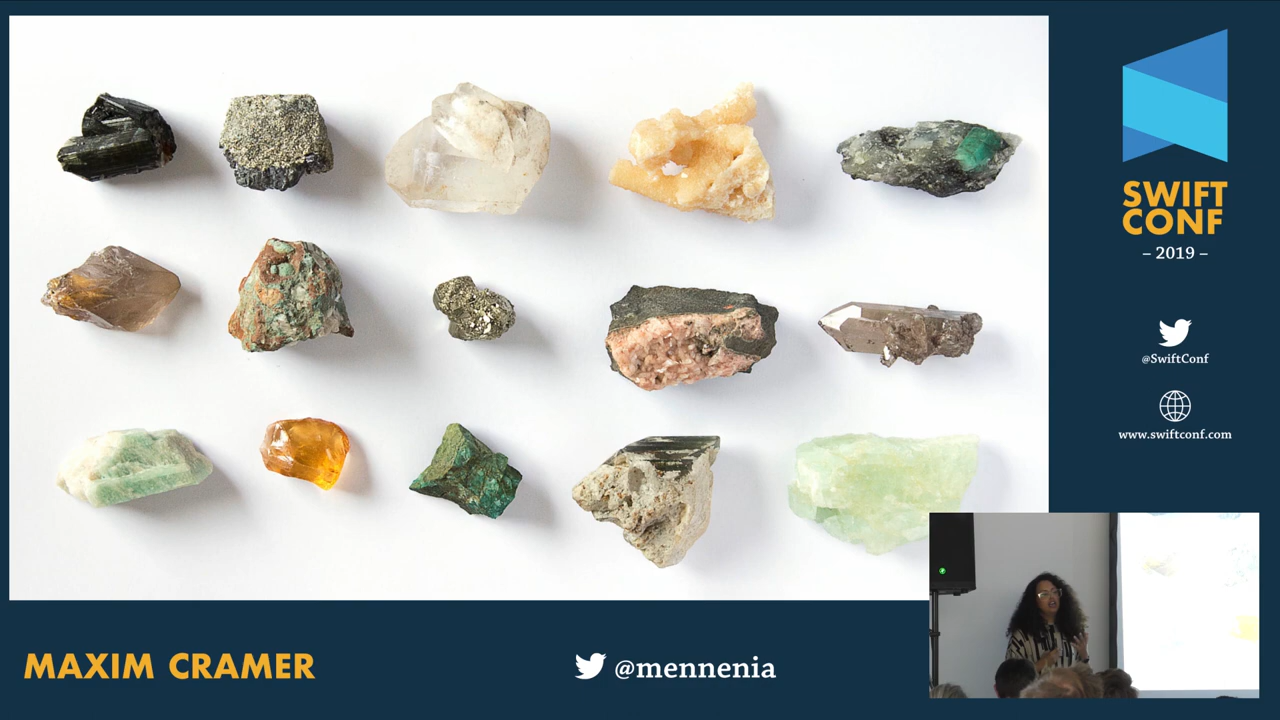 SWIFT
CONF
– 2019 –
@SwiftConf
www.swiftconf.com
MAXIM CRAMER
@mennenia